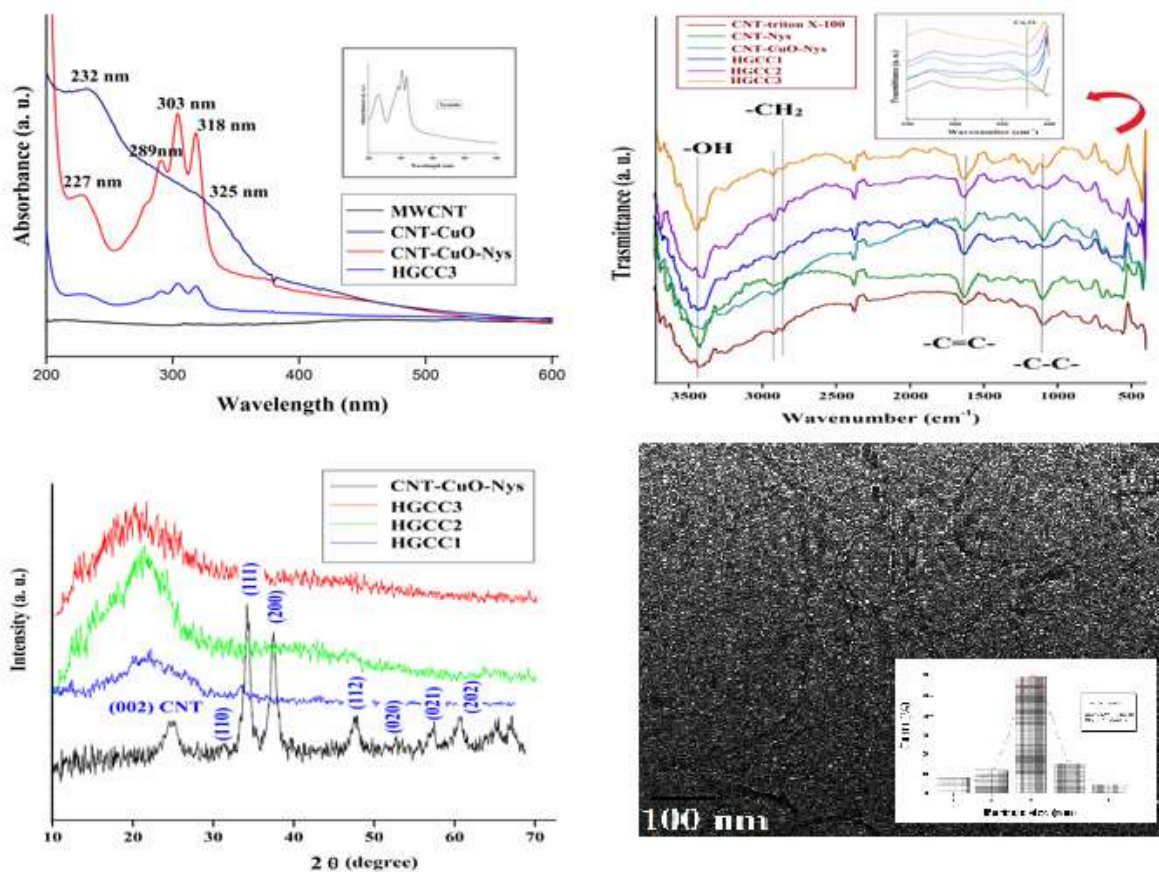 232 nm
303 nm
318 nm
289nm
325 nm
227 nm
MWCNT
CNT-CuO
CNT-CuO-Nys
HGCC3
Absorbance (a. u.)
200
300
400
500
600
Wavelength (nm)
CNT-triton X-100
CNT-Nys
CNT-CuO-Nys
HGCC1
HGCC2
HGCC3
Transmittance (a. u.)
Wavenumber (cm-1)
-CH2
-OH
-C=C-
-C-C-
Trasmittance (a. u.)
3500
3000
2500
2000
1500
1000
500
Wavenumber (cm-1)
CNT-CuO-Nys
HGCC3
HGCC2
HGCC1
(111)
(200)
(002) CNT
(110)
(112)
(020)
(021)
(202)
Intensity (a. u.)
10
20
30
40
50
60
70
2 θ (degree)
100 nm